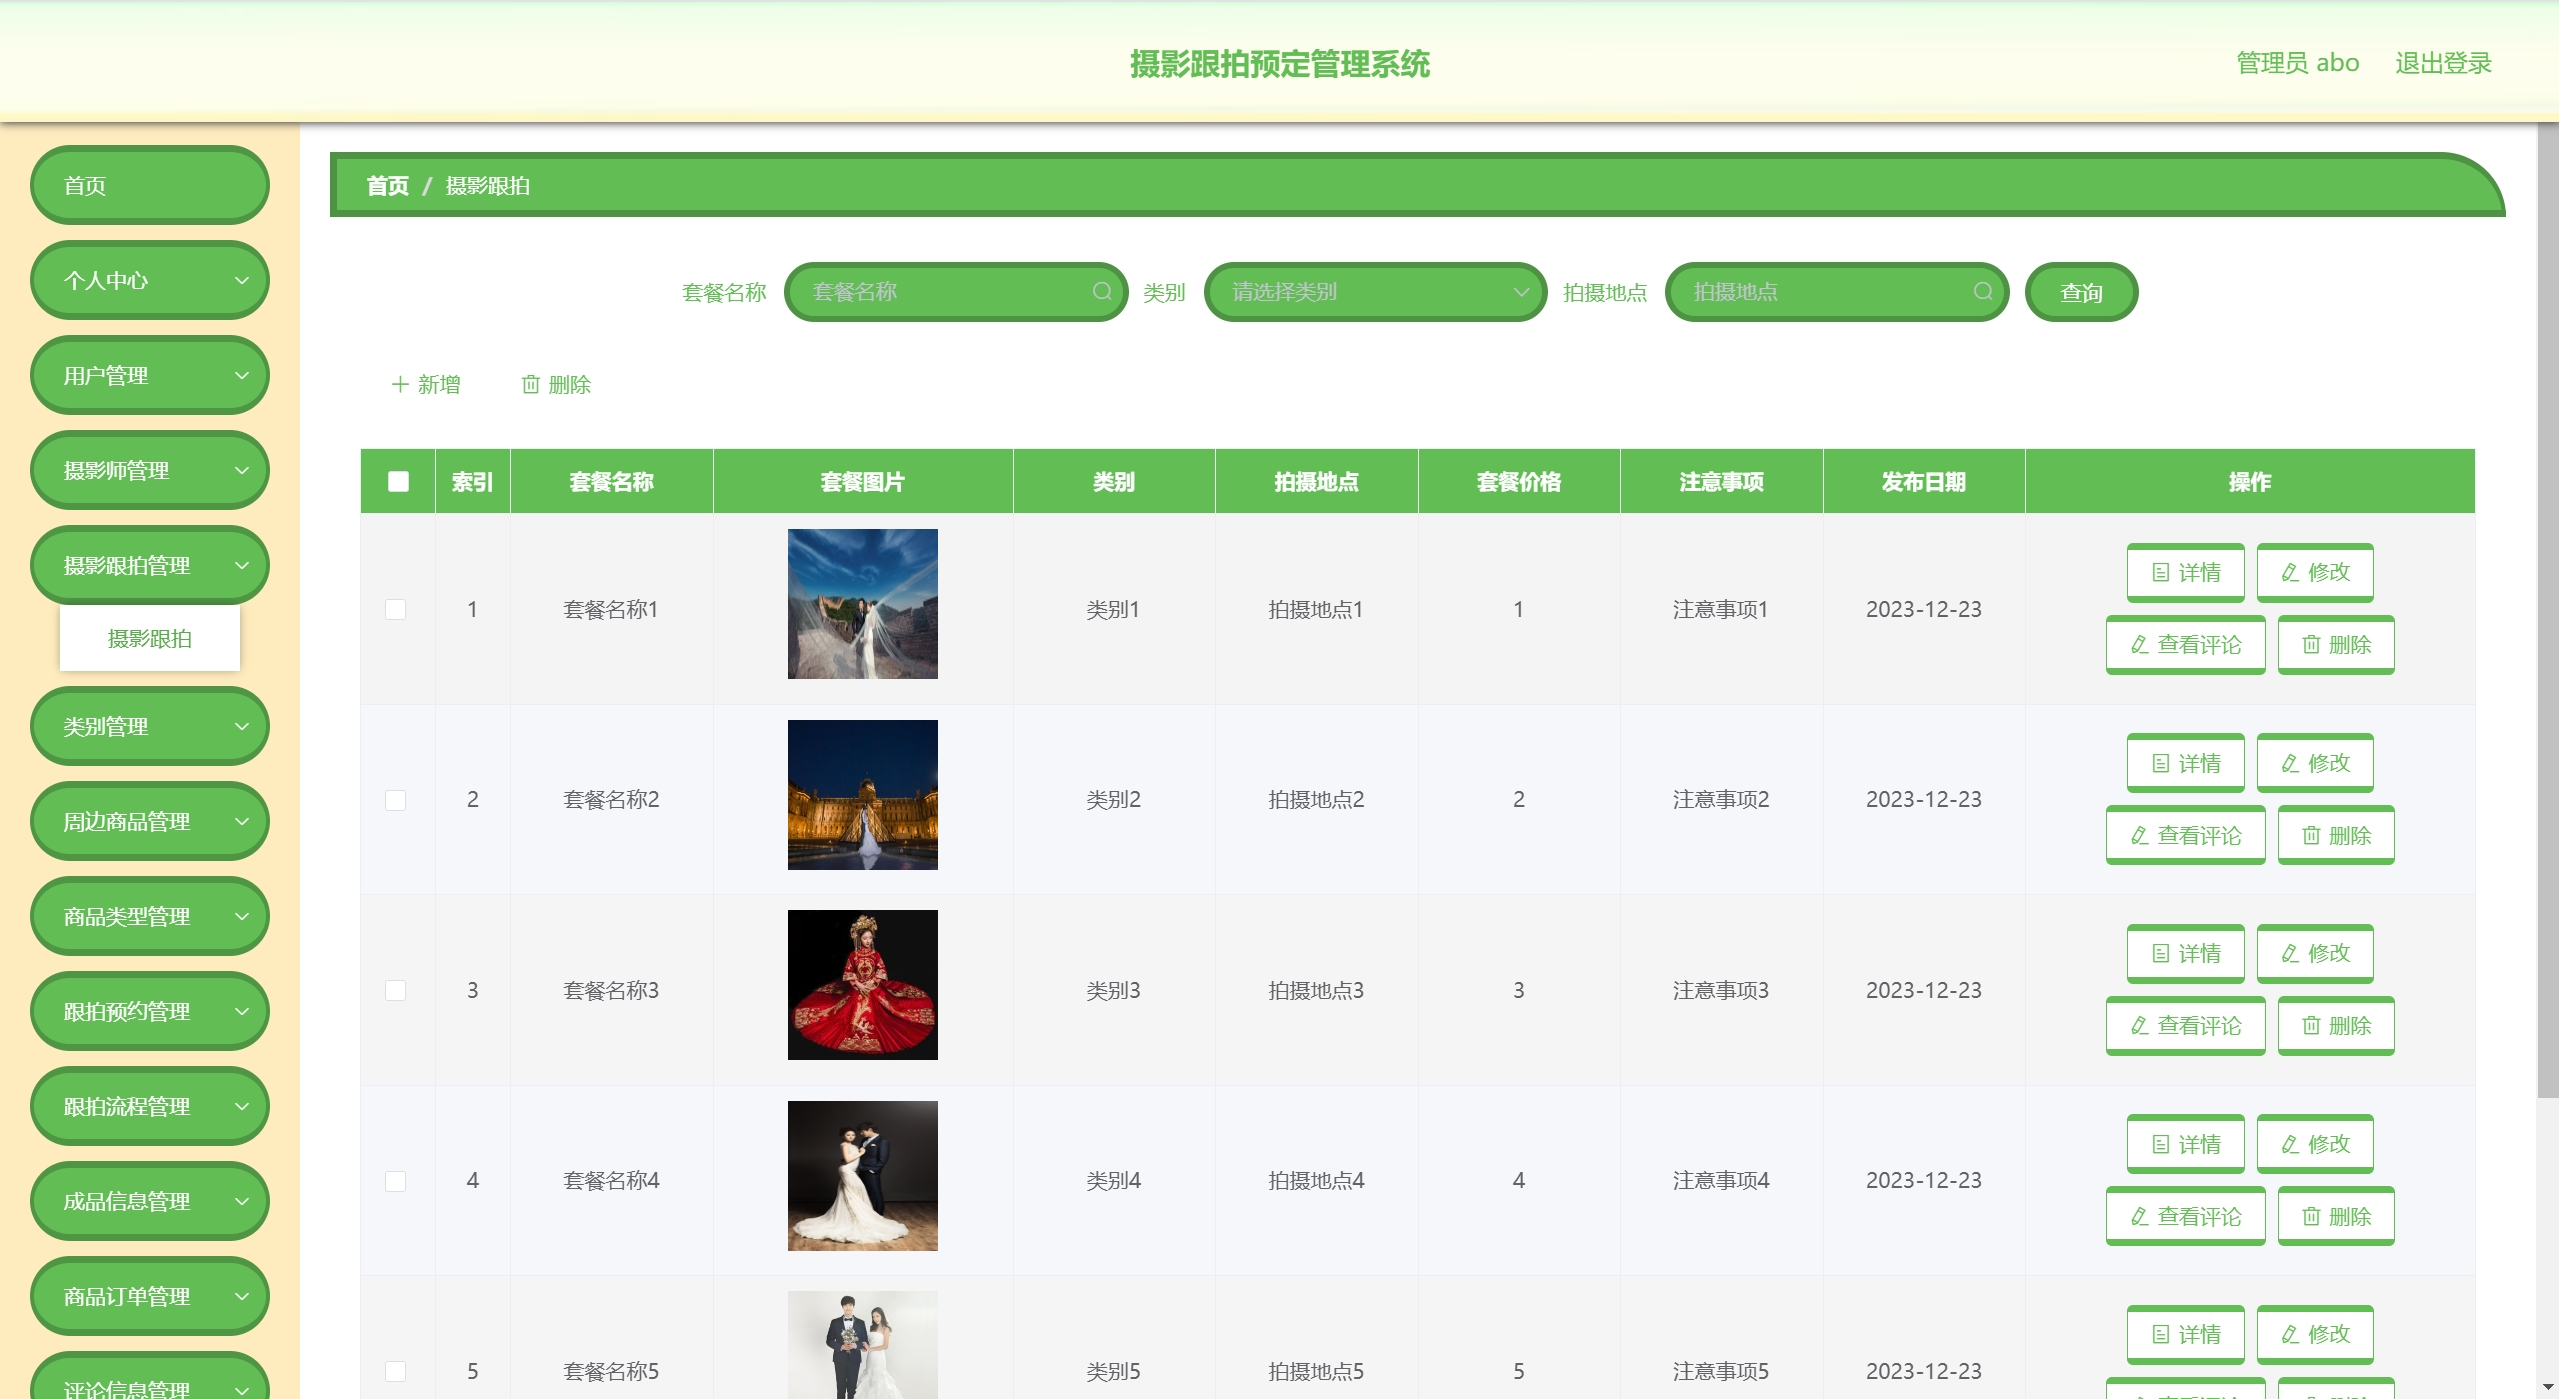 摄影跟拍预定管理系统
管理员 abo 退出登录
首页
个人中心
用户管理
摄影师管理
摄影跟拍管理
摄影跟拍
类别管理
周边商品管理
商品类型管理
跟拍预约管理
跟拍流程管理
成品信息管理
商品订单管理
评论信息管理
首页 / 摄影跟拍
套餐名称 套餐名称 类别 请选择类别 拍摄地点 拍摄地点 查询
新增 删除
索引 套餐名称 套餐图片 类别 拍摄地点 套餐价格 注意事项 发布日期 操作
1 套餐名称1 类别1 拍摄地点1 1 注意事项1 2023-12-23
详情 修改
查看评论 删除
2 套餐名称2 类别2 拍摄地点2 2 注意事项2 2023-12-23
详情 修改
查看评论 删除
3 套餐名称3 类别3 拍摄地点3 3 注意事项3 2023-12-23
详情 修改
查看评论 删除
4 套餐名称4 类别4 拍摄地点4 4 注意事项4 2023-12-23
详情 修改
查看评论 删除
5 套餐名称5 类别5 拍摄地点5 5 注意事项5 2023-12-23
详情 修改